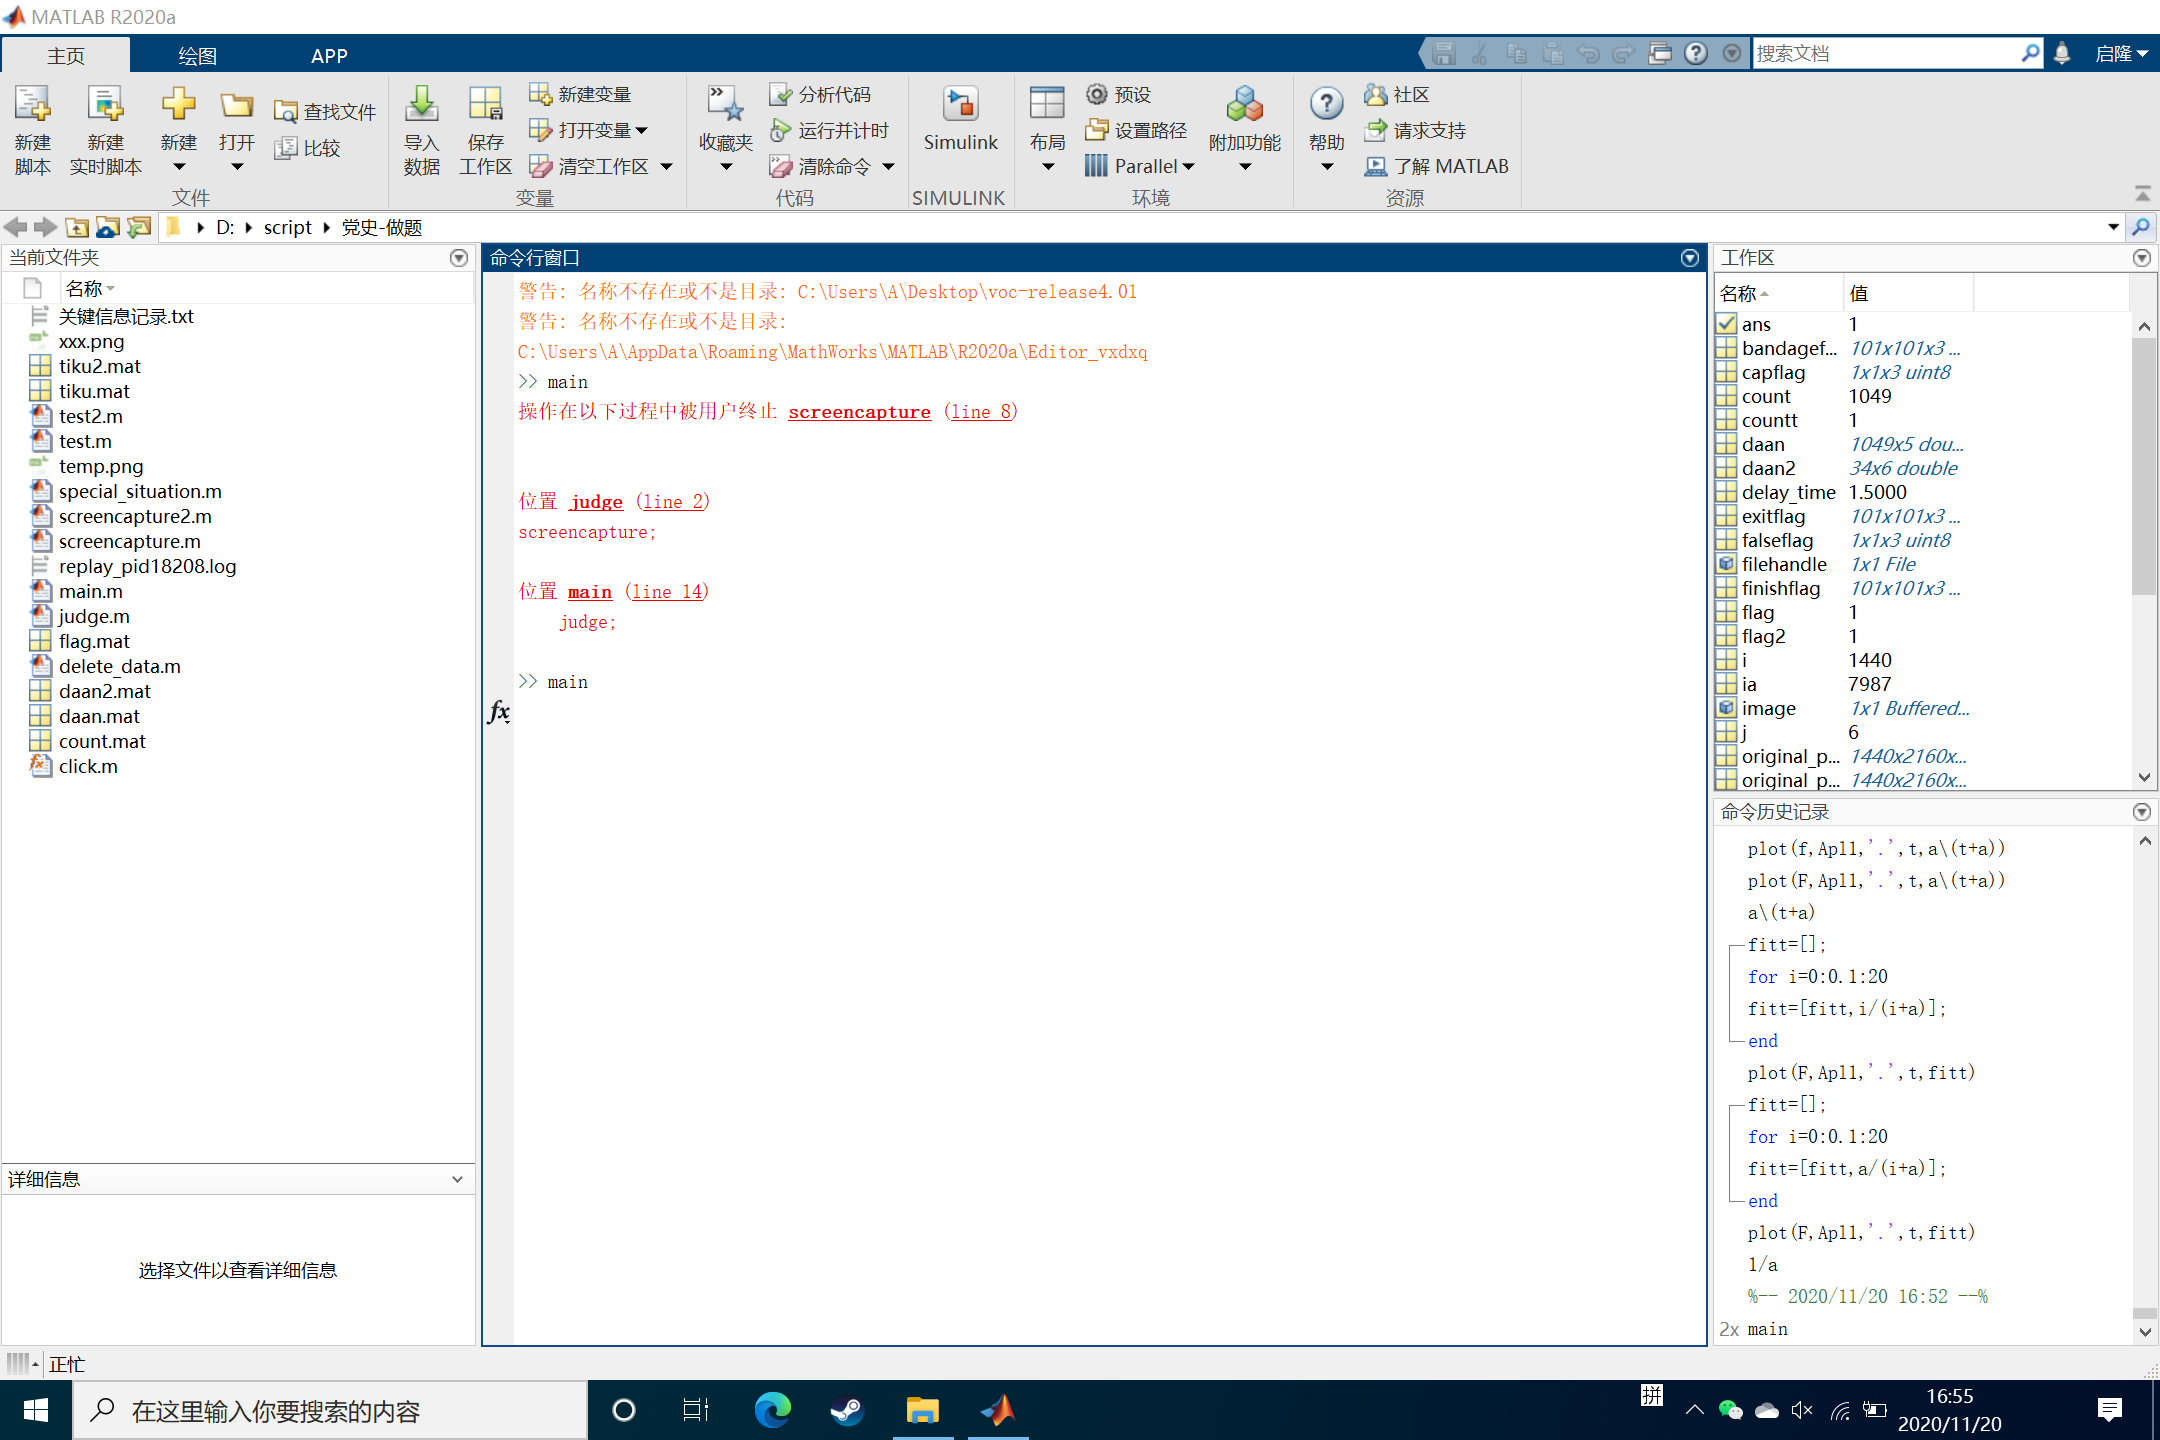 MATLAB R2020a
主页 绘图 APP
搜索文档
启隆
新建 脚本
新建 实时脚本
新建
打开
查找文件
比较
文件
导入 数据
保存 工作区
新建变量
打开变量
清空工作区
变量
收藏夹
分析代码
运行并计时
清除命令
代码
Simulink
SIMULINK
布局
预设
设置路径
Parallel
附加功能
环境
帮助
社区
请求支持
了解 MATLAB
资源
D: script 党史-做题
当前文件夹
名称
关键信息记录.txt
xxx.png
tiku2.mat
tiku.mat
test2.m
test.m
temp.png
special_situation.m
screencapture2.m
screencapture.m
replay_pid18208.log
main.m
judge.m
flag.mat
delete_data.m
daan2.mat
daan.mat
count.mat
click.m
详细信息
选择文件以查看详细信息
正忙
命令行窗口
警告: 名称不存在或不是目录: C:\Users\A\Desktop\voc-release4.01
警告: 名称不存在或不是目录:
C:\Users\A\AppData\Roaming\MathWorks\MATLAB\R2020a\Editor_vxdxq
>> main
操作在以下过程中被用户终止 screencapture (line 8)
位置 judge (line 2)
screencapture;
位置 main (line 14)
judge;
>> main
fx
工作区
名称 值
ans 1
bandagef... 101x101x3 ...
capflag 1x1x3 uint8
count 1049
countt 1
daan 1049x5 dou...
daan2 34x6 double
delay_time 1.5000
exitflag 101x101x3 ...
falseflag 1x1x3 uint8
filehandle 1x1 File
finishflag 101x101x3 ...
flag 1
flag2 1
i 1440
ia 7987
image 1x1 Buffered...
j 6
original_p... 1440x2160x...
original_p... 1440x2160x...
命令历史记录
plot(f,Apl1,'.',t,a\(t+a))
plot(F,Apl1,'.',t,a\(t+a))
a\(t+a)
fitt=[];
for i=0:0.1:20
fitt=[fitt,i/(i+a)];
end
plot(F,Apl1,'.',t,fitt)
fitt=[];
for i=0:0.1:20
fitt=[fitt,a/(i+a)];
end
plot(F,Apl1,'.',t,fitt)
1/a
%-- 2020/11/20 16:52 --%
2x main
在这里输入你要搜索的内容
拼
16:55
2020/11/20